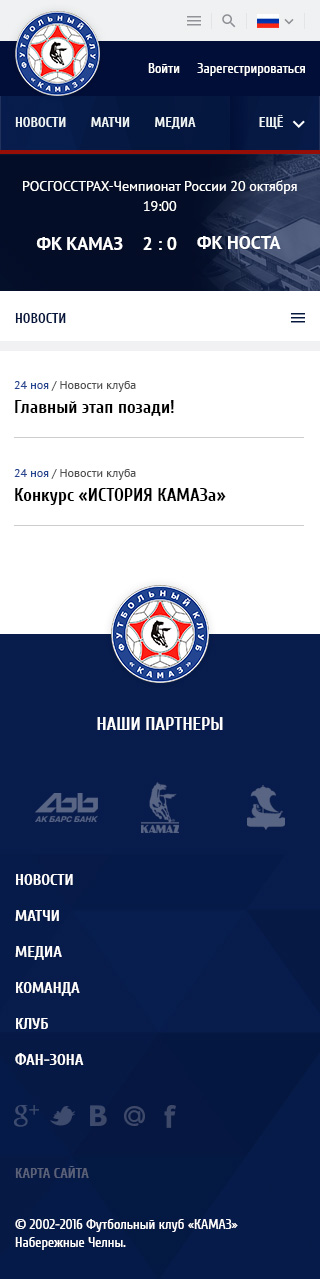 ФУТБОЛЬНЫЙ КЛУБ
«КАМАЗ»
Войти Зарегестрироваться
НОВОСТИ МАТЧИ МЕДИА ЕЩЁ
РОСГОССТРАХ-Чемпионат России 20 октября
19:00
ФК КАМАЗ 2 : 0 ФК НОСТА
НОВОСТИ
24 ноя / Новости клуба
Главный этап позади!
24 ноя / Новости клуба
Конкурс «ИСТОРИЯ КАМАЗа»
ФУТБОЛЬНЫЙ КЛУБ
«КАМАЗ»
НАШИ ПАРТНЕРЫ
АК БАРС БАНК
KAMAZ
НОВОСТИ
МАТЧИ
МЕДИА
КОМАНДА
КЛУБ
ФАН-ЗОНА
КАРТА САЙТА
© 2002-2016 Футбольный клуб «КАМАЗ»
Набережные Челны.